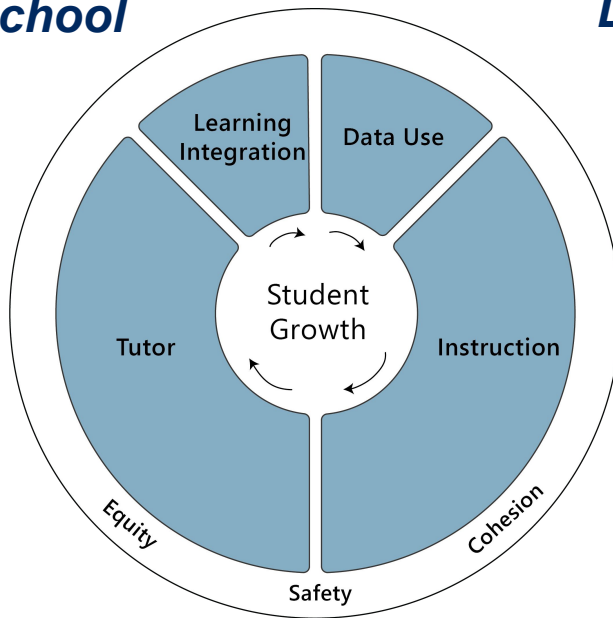 chool
Learning
Integration
Data Use
Student
Growth
Tutor
Instruction
Equity
Safety
Cohesion